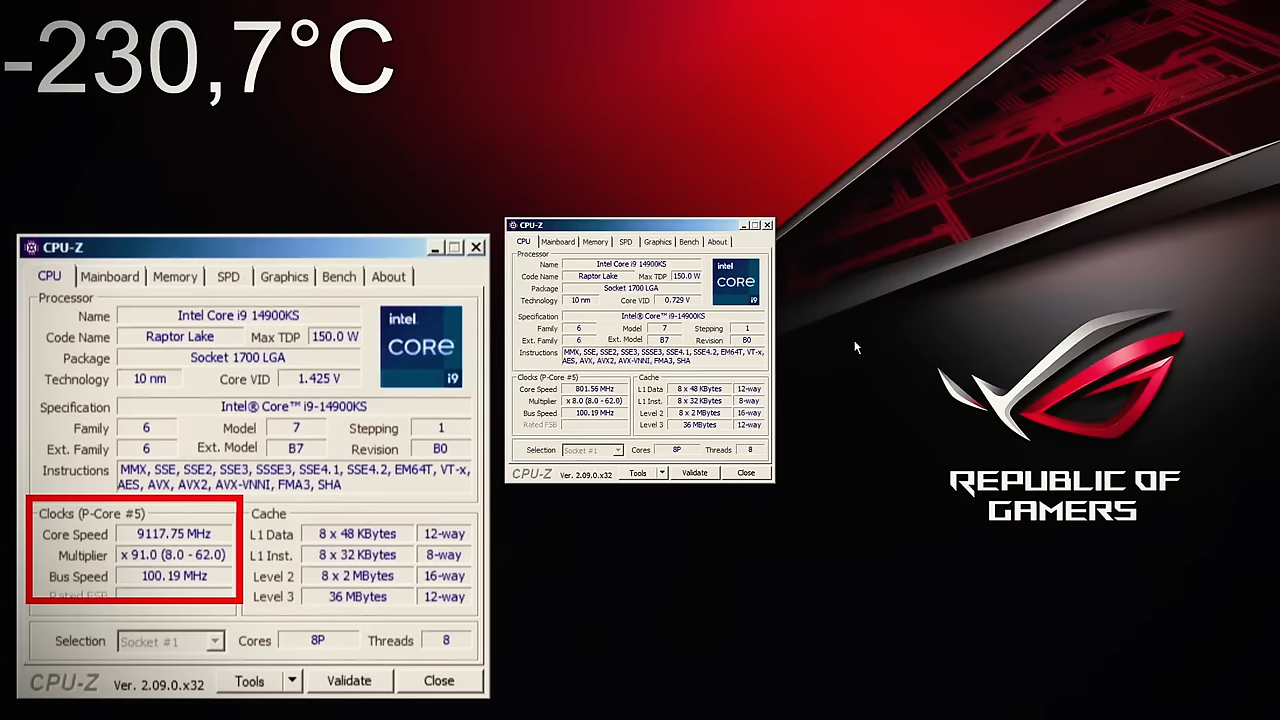 -230,7°C
CPU-Z
CPU Mainboard Memory SPD Graphics Bench About
Processor
Name Intel Core i9 14900KS
Code Name Raptor Lake Max TDP 150.0 W
Package Socket 1700 LGA
Technology 10 nm Core VID 1.425 V
intel CORE i9
Specification Intel® Core™ i9-14900KS
Family 6 Model 7 Stepping 1
Ext. Family 6 Ext. Model B7 Revision B0
Instructions MMX, SSE, SSE2, SSE3, SSSE3, SSE4.1, SSE4.2, EM64T, VT-x,
AES, AVX, AVX2, AVX-VNNI, FMA3, SHA
Clocks (P-Core #5) Cache
Core Speed 9117.75 MHz L1 Data 8 x 48 KBytes 12-way
Multiplier x 91.0 (8.0 - 62.0) L1 Inst. 8 x 32 KBytes 8-way
Bus Speed 100.19 MHz Level 2 8 x 2 MBytes 16-way
Rated FSB Level 3 36 MBytes 12-way
Selection Socket #1 Cores 8P Threads 8
CPU-Z Ver. 2.09.0.x32 Tools Validate Close
CPU-Z
CPU Mainboard Memory SPD Graphics Bench About
Processor
Name Intel Core i9 14900KS
Code Name Raptor Lake Max TDP 150.0 W
Package Socket 1700 LGA
Technology 10 nm Core VID 0.729 V
intel CORE i9
Specification Intel® Core™ i9-14900KS
Family 6 Model 7 Stepping 1
Ext. Family 6 Ext. Model B7 Revision B0
Instructions MMX, SSE, SSE2, SSE3, SSSE3, SSE4.1, SSE4.2, EM64T, VT-x,
AES, AVX, AVX2, AVX-VNNI, FMA3, SHA
Clocks (P-Core #5) Cache
Core Speed 801.56 MHz L1 Data 8 x 48 KBytes 12-way
Multiplier x 8.0 (8.0 - 62.0) L1 Inst. 8 x 32 KBytes 8-way
Bus Speed 100.19 MHz Level 2 8 x 2 MBytes 16-way
Rated FSB Level 3 36 MBytes 12-way
Selection Socket #1 Cores 8P Threads 8
CPU-Z Ver. 2.09.0.x32 Tools Validate Close
REPUBLIC OF
GAMERS